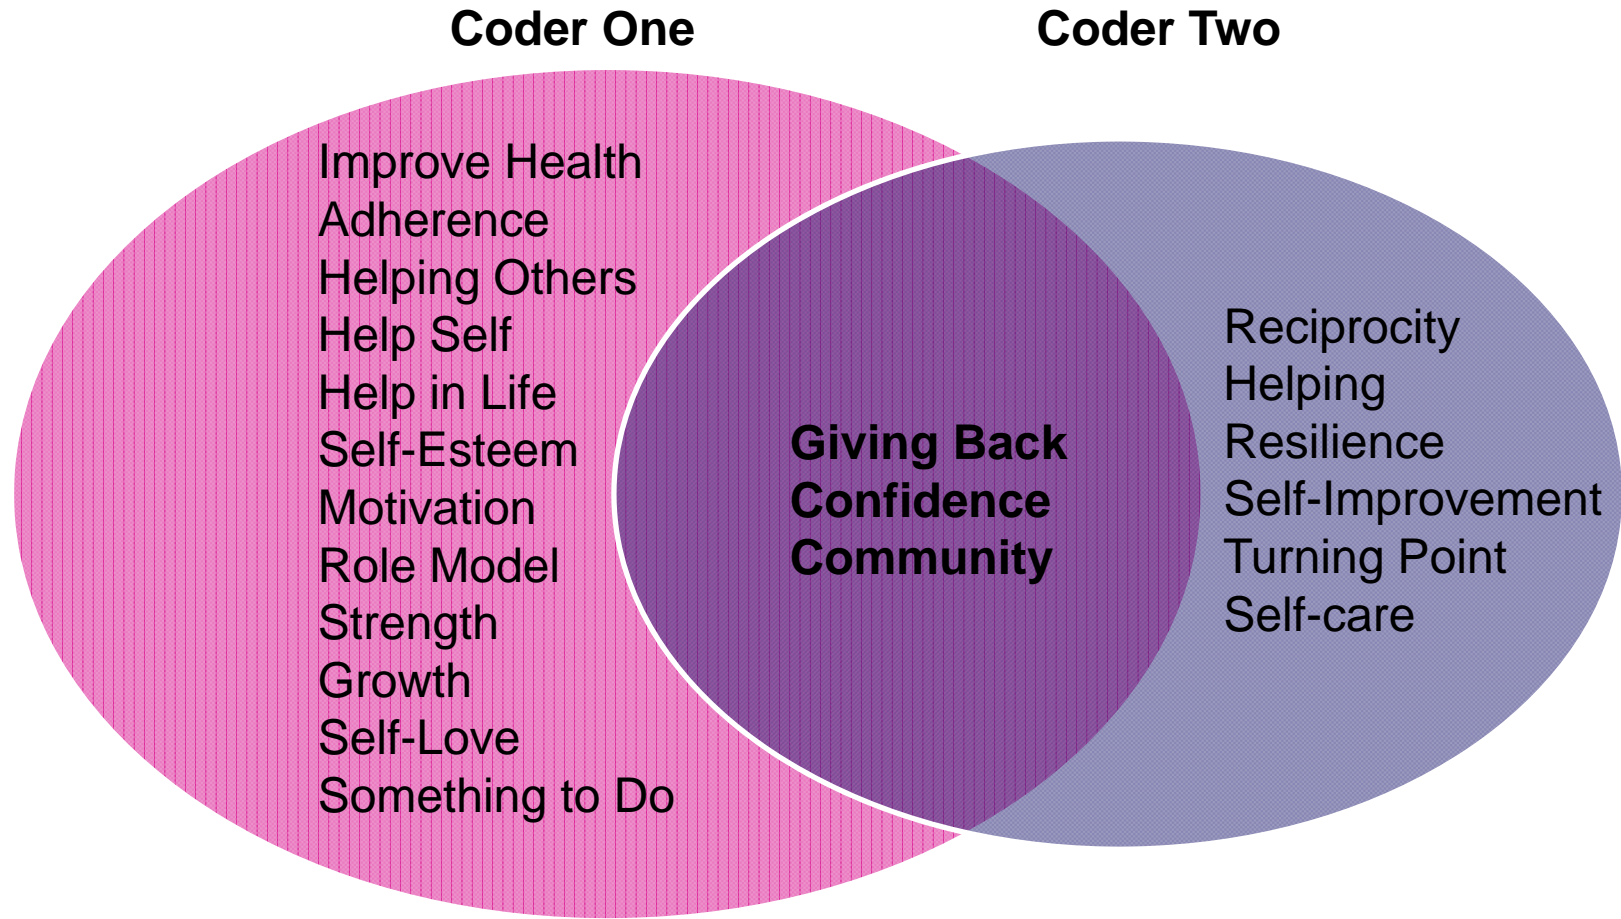 Coder One
Coder Two
Improve Health
Adherence
Helping Others
Help Self
Help in Life
Self-Esteem
Motivation
Role Model
Strength
Growth
Self-Love
Something to Do
Giving Back
Confidence
Community
Reciprocity
Helping
Resilience
Self-Improvement
Turning Point
Self-care